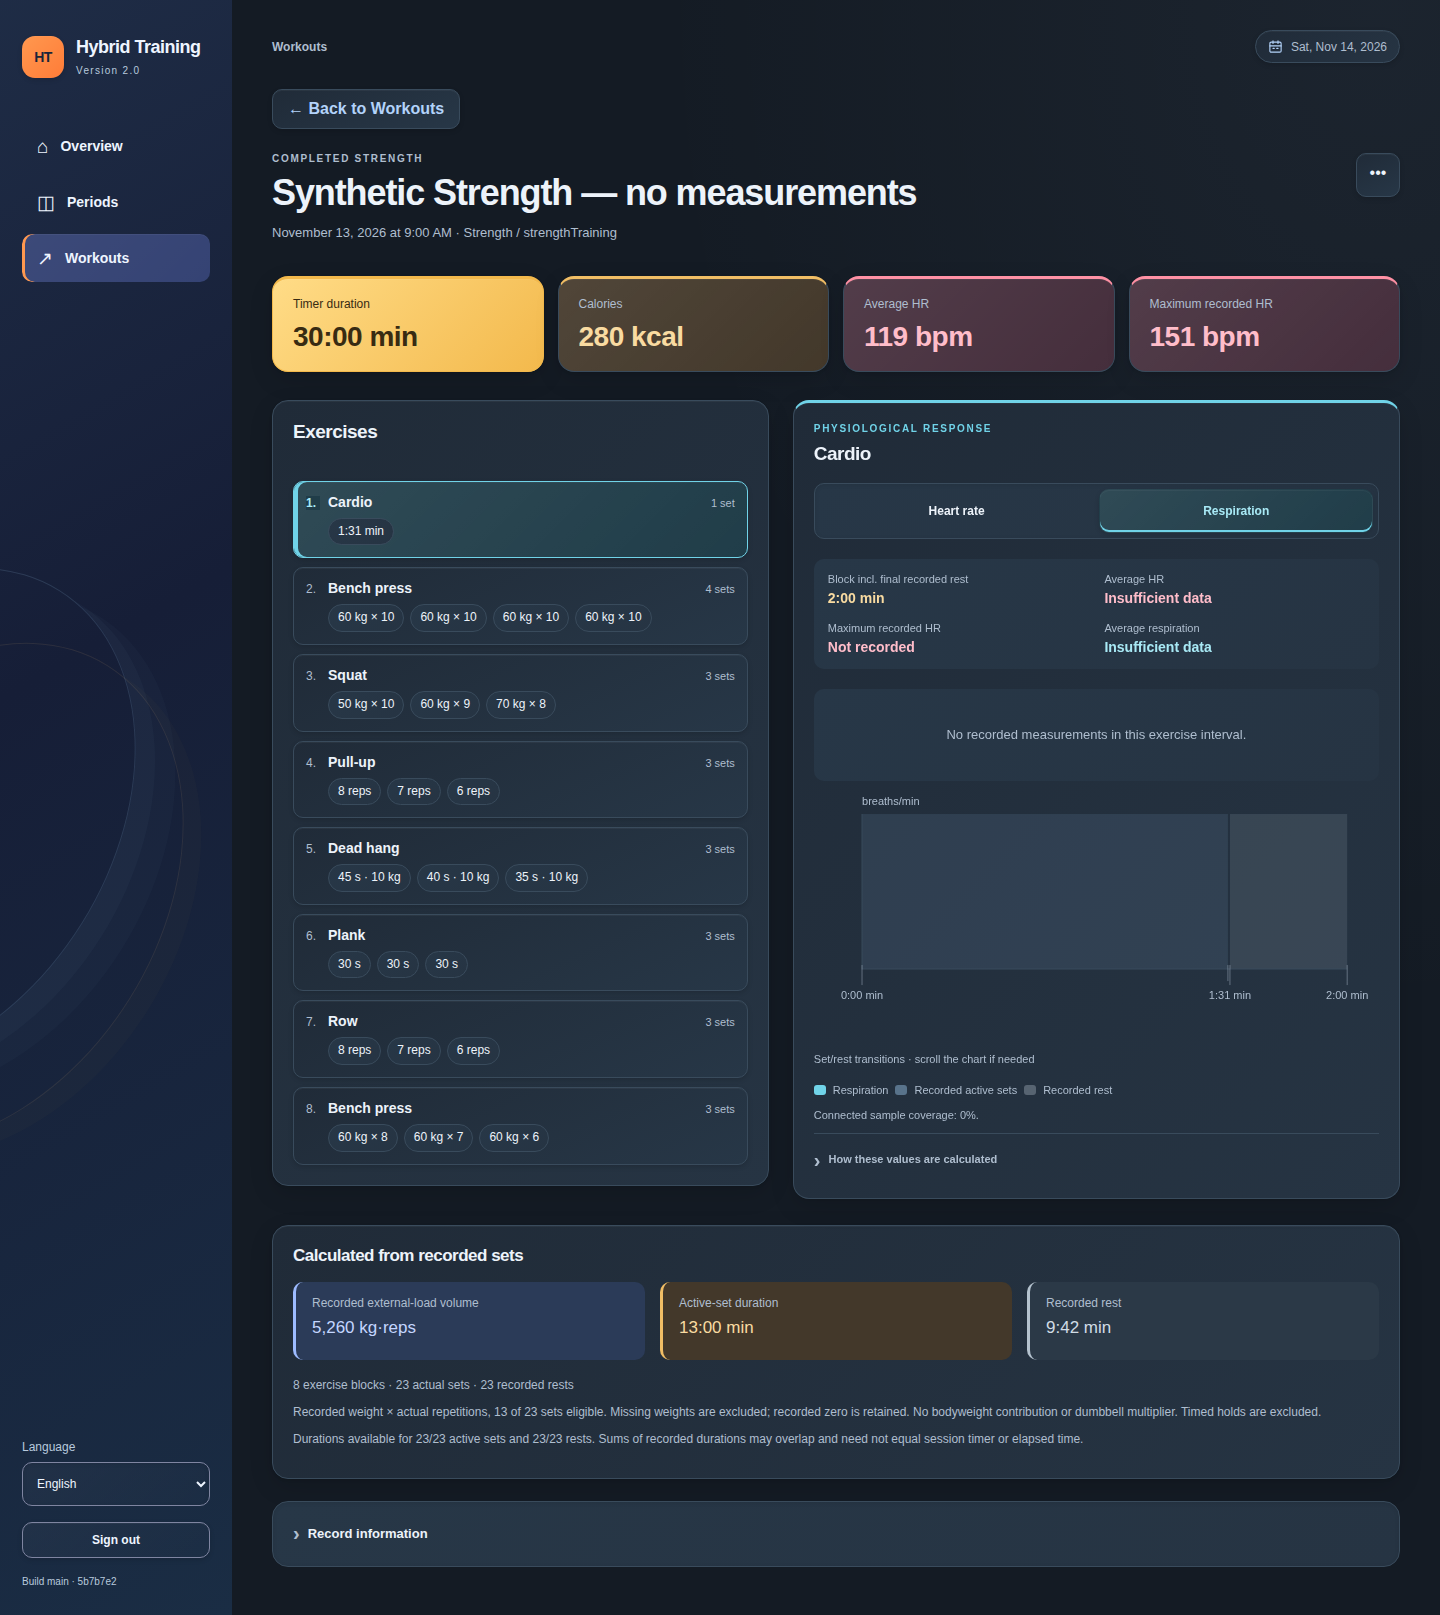 HT
Hybrid Training
Version 2.0
Overview
Periods
Workouts
Language
English
Sign out
Build main · 5b7b7e2
Workouts
Sat, Nov 14, 2026
← Back to Workouts
COMPLETED STRENGTH
Synthetic Strength — no measurements
•••
November 13, 2026 at 9:00 AM · Strength / strengthTraining
Timer duration
30:00 min
Calories
280 kcal
Average HR
119 bpm
Maximum recorded HR
151 bpm
Exercises
1. Cardio 1 set
1:31 min
2. Bench press 4 sets
60 kg × 10 60 kg × 10 60 kg × 10 60 kg × 10
3. Squat 3 sets
50 kg × 10 60 kg × 9 70 kg × 8
4. Pull-up 3 sets
8 reps 7 reps 6 reps
5. Dead hang 3 sets
45 s · 10 kg 40 s · 10 kg 35 s · 10 kg
6. Plank 3 sets
30 s 30 s 30 s
7. Row 3 sets
8 reps 7 reps 6 reps
8. Bench press 3 sets
60 kg × 8 60 kg × 7 60 kg × 6
PHYSIOLOGICAL RESPONSE
Cardio
Heart rate Respiration
Block incl. final recorded rest
2:00 min
Average HR
Insufficient data
Maximum recorded HR
Not recorded
Average respiration
Insufficient data
No recorded measurements in this exercise interval.
breaths/min
0:00 min 1:31 min 2:00 min
Set/rest transitions · scroll the chart if needed
Respiration Recorded active sets Recorded rest
Connected sample coverage: 0%.
› How these values are calculated
Calculated from recorded sets
Recorded external-load volume
5,260 kg·reps
Active-set duration
13:00 min
Recorded rest
9:42 min
8 exercise blocks · 23 actual sets · 23 recorded rests
Recorded weight × actual repetitions, 13 of 23 sets eligible. Missing weights are excluded; recorded zero is retained. No bodyweight contribution or dumbbell multiplier. Timed holds are excluded.
Durations available for 23/23 active sets and 23/23 rests. Sums of recorded durations may overlap and need not equal session timer or elapsed time.
› Record information